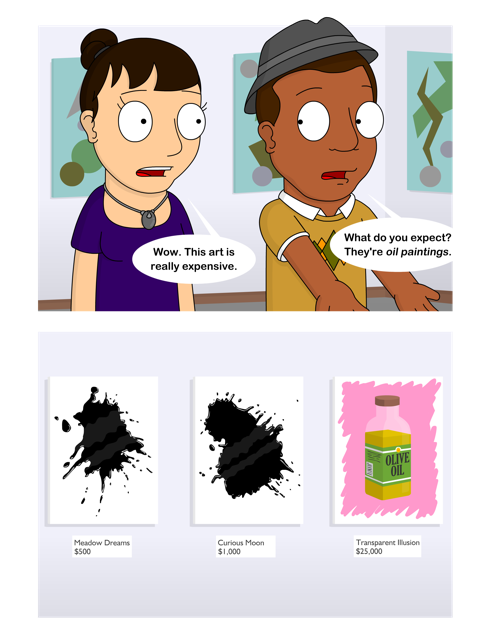 Wow. This art is
really expensive.
What do you expect?
They're oil paintings.
OLIVE
OIL
Meadow Dreams
$500
Curious Moon
$1,000
Transparent Illusion
$25,000